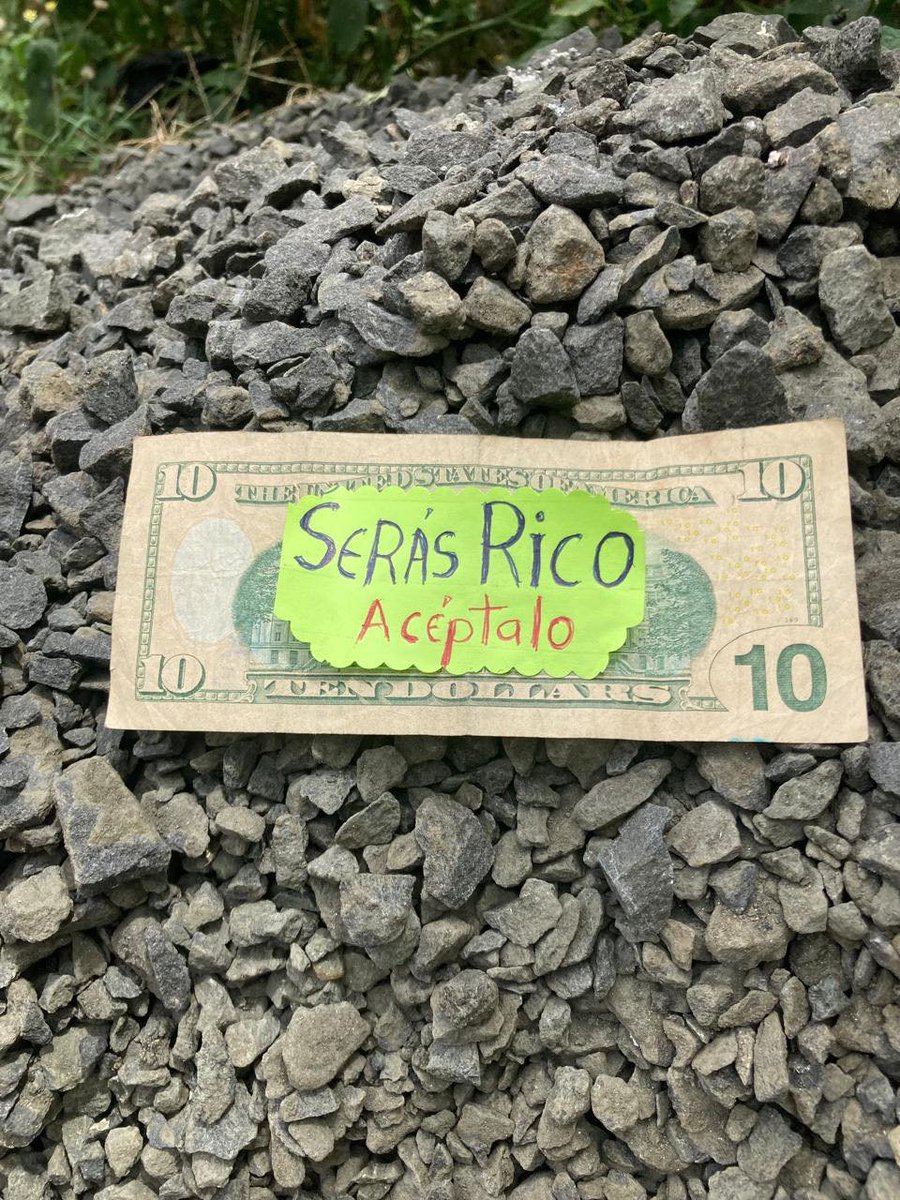 10 10
THE UNITED STATES OF AMERICA
SERÁS RICO
Acéptalo
10 TEN DOLLARS 10